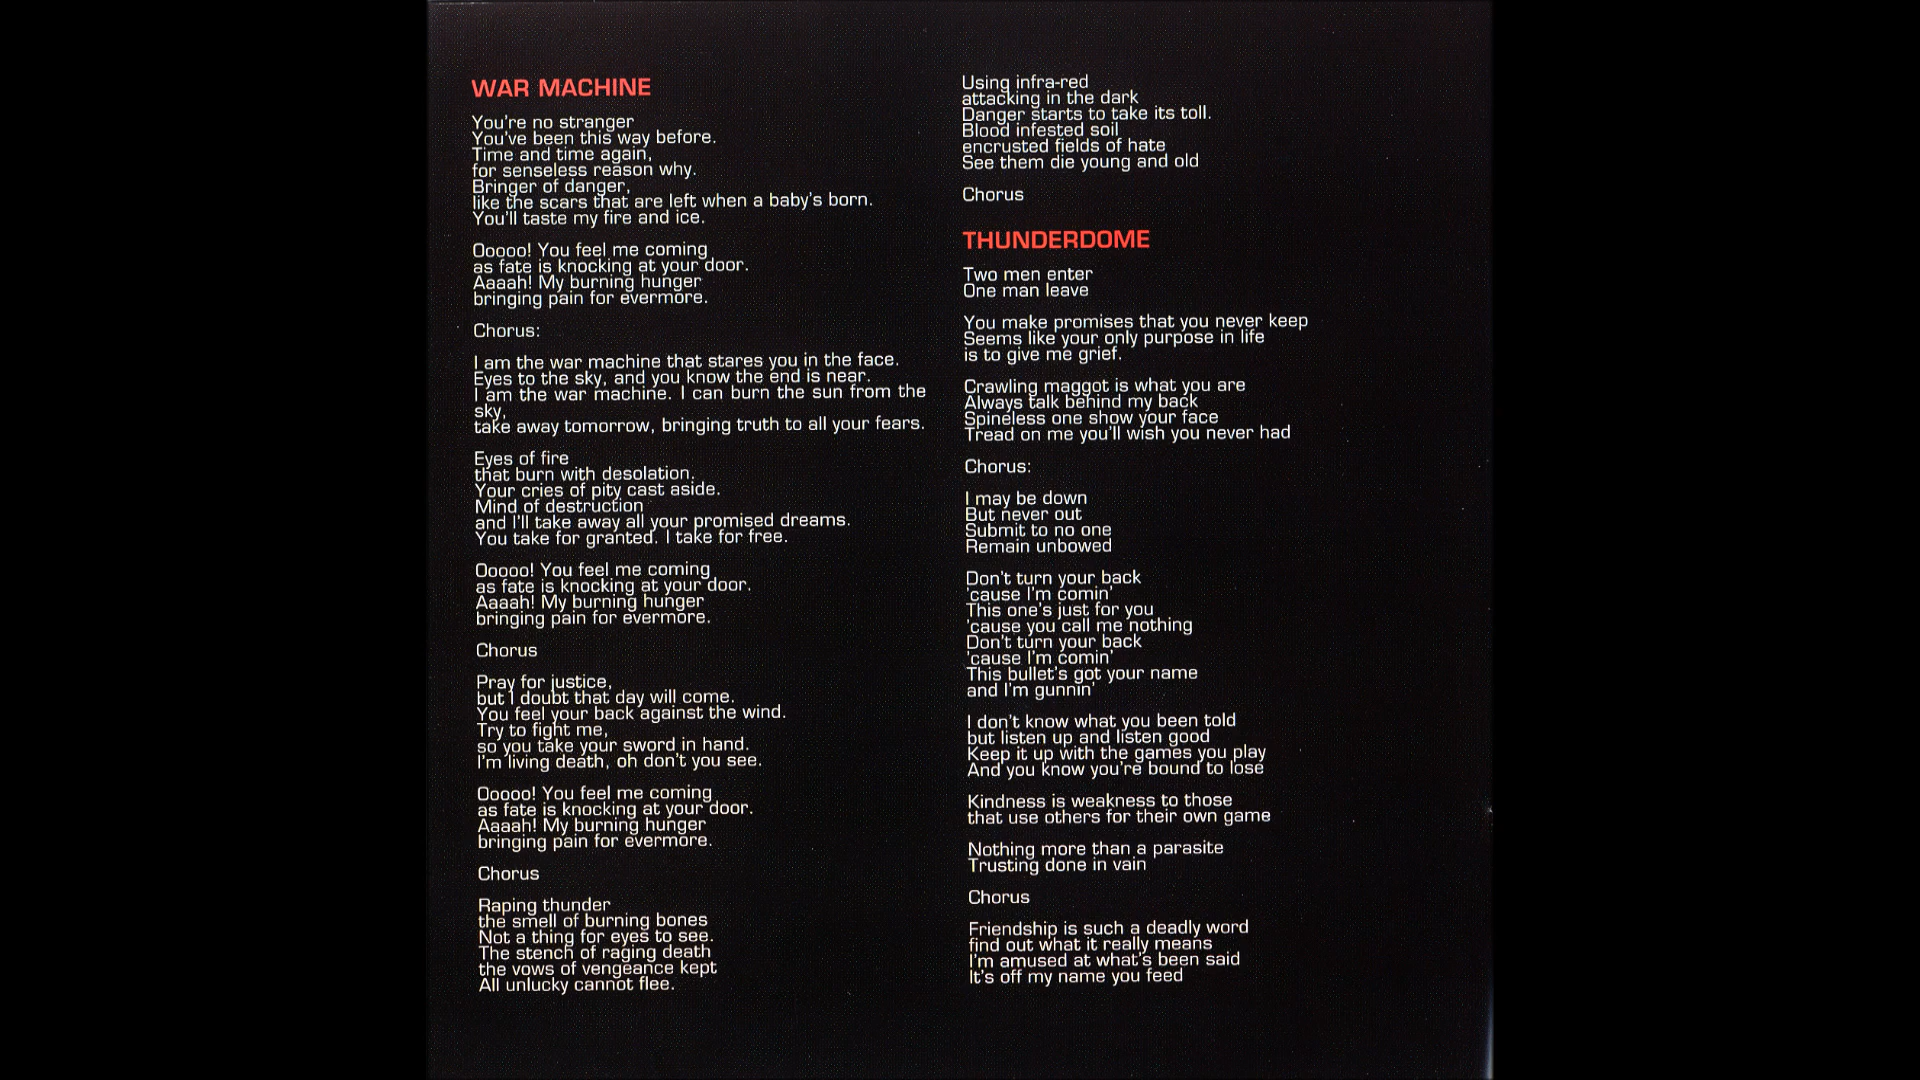 WAR MACHINE
You're no stranger
You've been this way before.
Time and time again,
for senseless reason why.
Bringer of danger,
like the scars that are left when a baby's born.
You'll taste my fire and ice.
Ooooo! You feel me coming
as fate is knocking at your door.
Aaaah! My burning hunger
bringing pain for evermore.
Chorus:
I am the war machine that stares you in the face.
Eyes to the sky, and you know the end is near.
I am the war machine. I can burn the sun from the
sky,
take away tomorrow, bringing truth to all your fears.
Eyes of fire
that burn with desolation.
Your cries of pity cast aside.
Mind of destruction
and I'll take away all your promised dreams.
You take for granted. I take for free.
Ooooo! You feel me coming
as fate is knocking at your door.
Aaaah! My burning hunger
bringing pain for evermore.
Chorus
Pray for justice,
but I doubt that day will come.
You feel your back against the wind.
Try to fight me,
so you take your sword in hand.
I'm living death, oh don't you see.
Ooooo! You feel me coming
as fate is knocking at your door.
Aaaah! My burning hunger
bringing pain for evermore.
Chorus
Raping thunder
the smell of burning bones
Not a thing for eyes to see.
The stench of raging death
the vows of vengeance kept
All unlucky cannot flee.
Using infra-red
attacking in the dark
Danger starts to take its toll.
Blood infested soil
encrusted fields of hate
See them die young and old
Chorus
THUNDERDOME
Two men enter
One man leave
You make promises that you never keep
Seems like your only purpose in life
is to give me grief.
Crawling maggot is what you are
Always talk behind my back
Spineless one show your face
Tread on me you'll wish you never had
Chorus:
I may be down
But never out
Submit to no one
Remain unbowed
Don't turn your back
'cause I'm comin'
This one's just for you
'cause you call me nothing
Don't turn your back
'cause I'm comin'
This bullet's got your name
and I'm gunnin'
I don't know what you been told
but listen up and listen good
Keep it up with the games you play
And you know you're bound to lose
Kindness is weakness to those
that use others for their own game
Nothing more than a parasite
Trusting done in vain
Chorus
Friendship is such a deadly word
find out what it really means
I'm amused at what's been said
It's off my name you feed